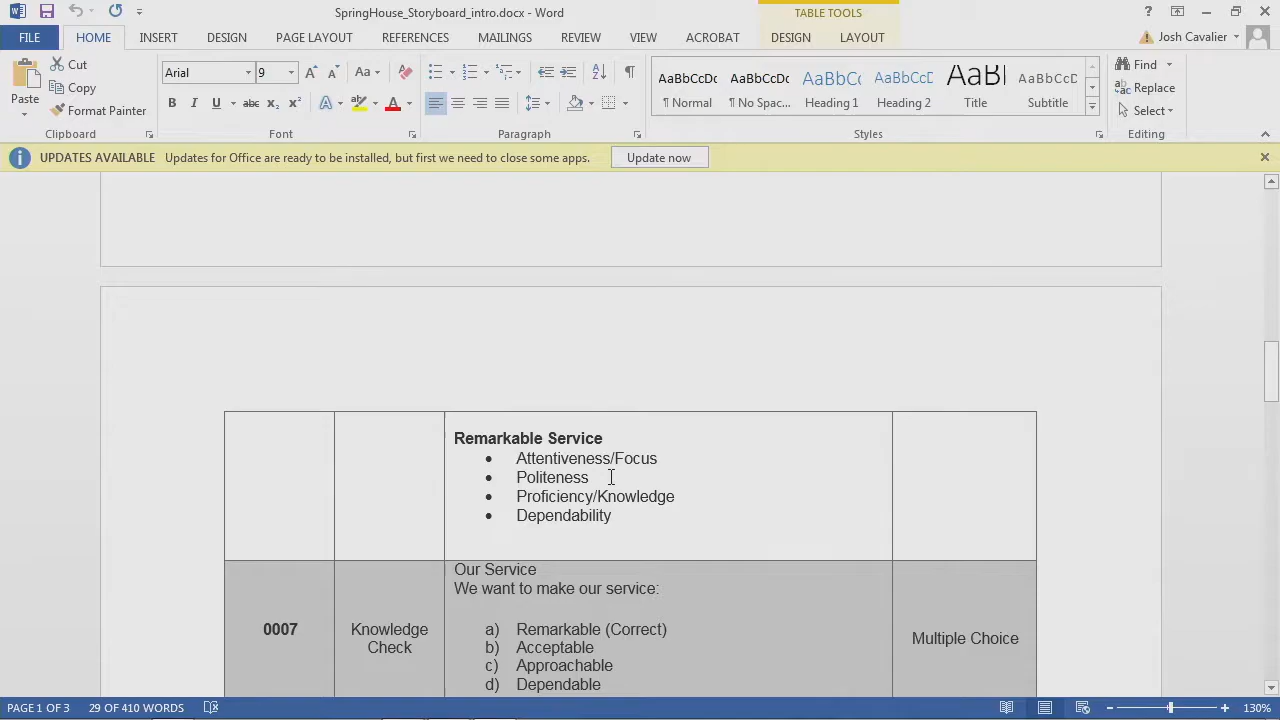 SpringHouse_Storyboard_intro.docx - Word
TABLE TOOLS
?
FILE
HOME
INSERT
DESIGN
PAGE LAYOUT
REFERENCES
MAILINGS
REVIEW
VIEW
ACROBAT
DESIGN
LAYOUT
Josh Cavalier
Paste
Cut
Copy
Format Painter
Clipboard
Arial
9
Font
Paragraph
AaBbCcDc
¶ Normal
AaBbCcDc
¶ No Spac...
AaBbCc
Heading 1
AaBbCcD
Heading 2
AaBb
Title
AaBbCcDc
Subtitle
Styles
Find
Replace
Select
Editing
UPDATES AVAILABLE Updates for Office are ready to be installed, but first we need to close some apps.
Update now
Remarkable Service
• Attentiveness/Focus
• Politeness
• Proficiency/Knowledge
• Dependability
0007
Knowledge
Check
Our Service
We want to make our service:
a) Remarkable (Correct)
b) Acceptable
c) Approachable
d) Dependable
Multiple Choice
PAGE 1 OF 3
29 OF 410 WORDS
130%